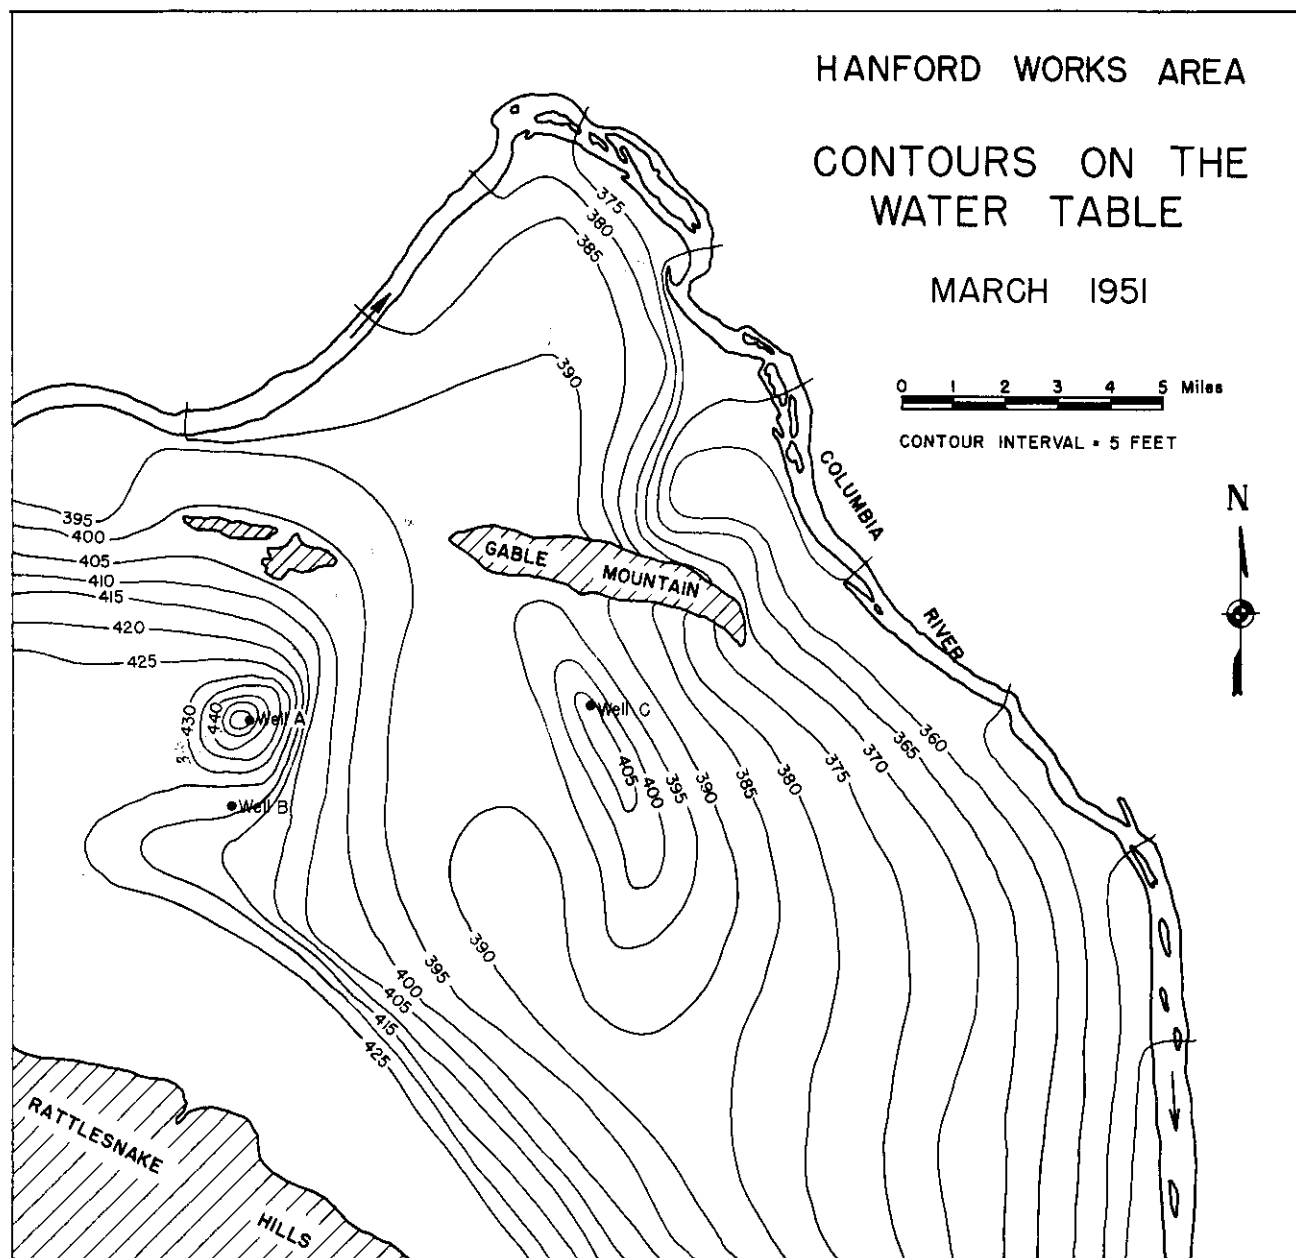 HANFORD WORKS AREA
CONTOURS ON THE
WATER TABLE
MARCH 1951
0 1 2 3 4 5 Miles
CONTOUR INTERVAL = 5 FEET
N
375
380
385
390
COLUMBIA
RIVER
395
400
405
410
415
420
425
GABLE
MOUNTAIN
430
440
Well A
Well B
Well C
405
400
395
390
385
380
375
370
365
360
390
395
400
405
415
425
RATTLESNAKE
HILLS